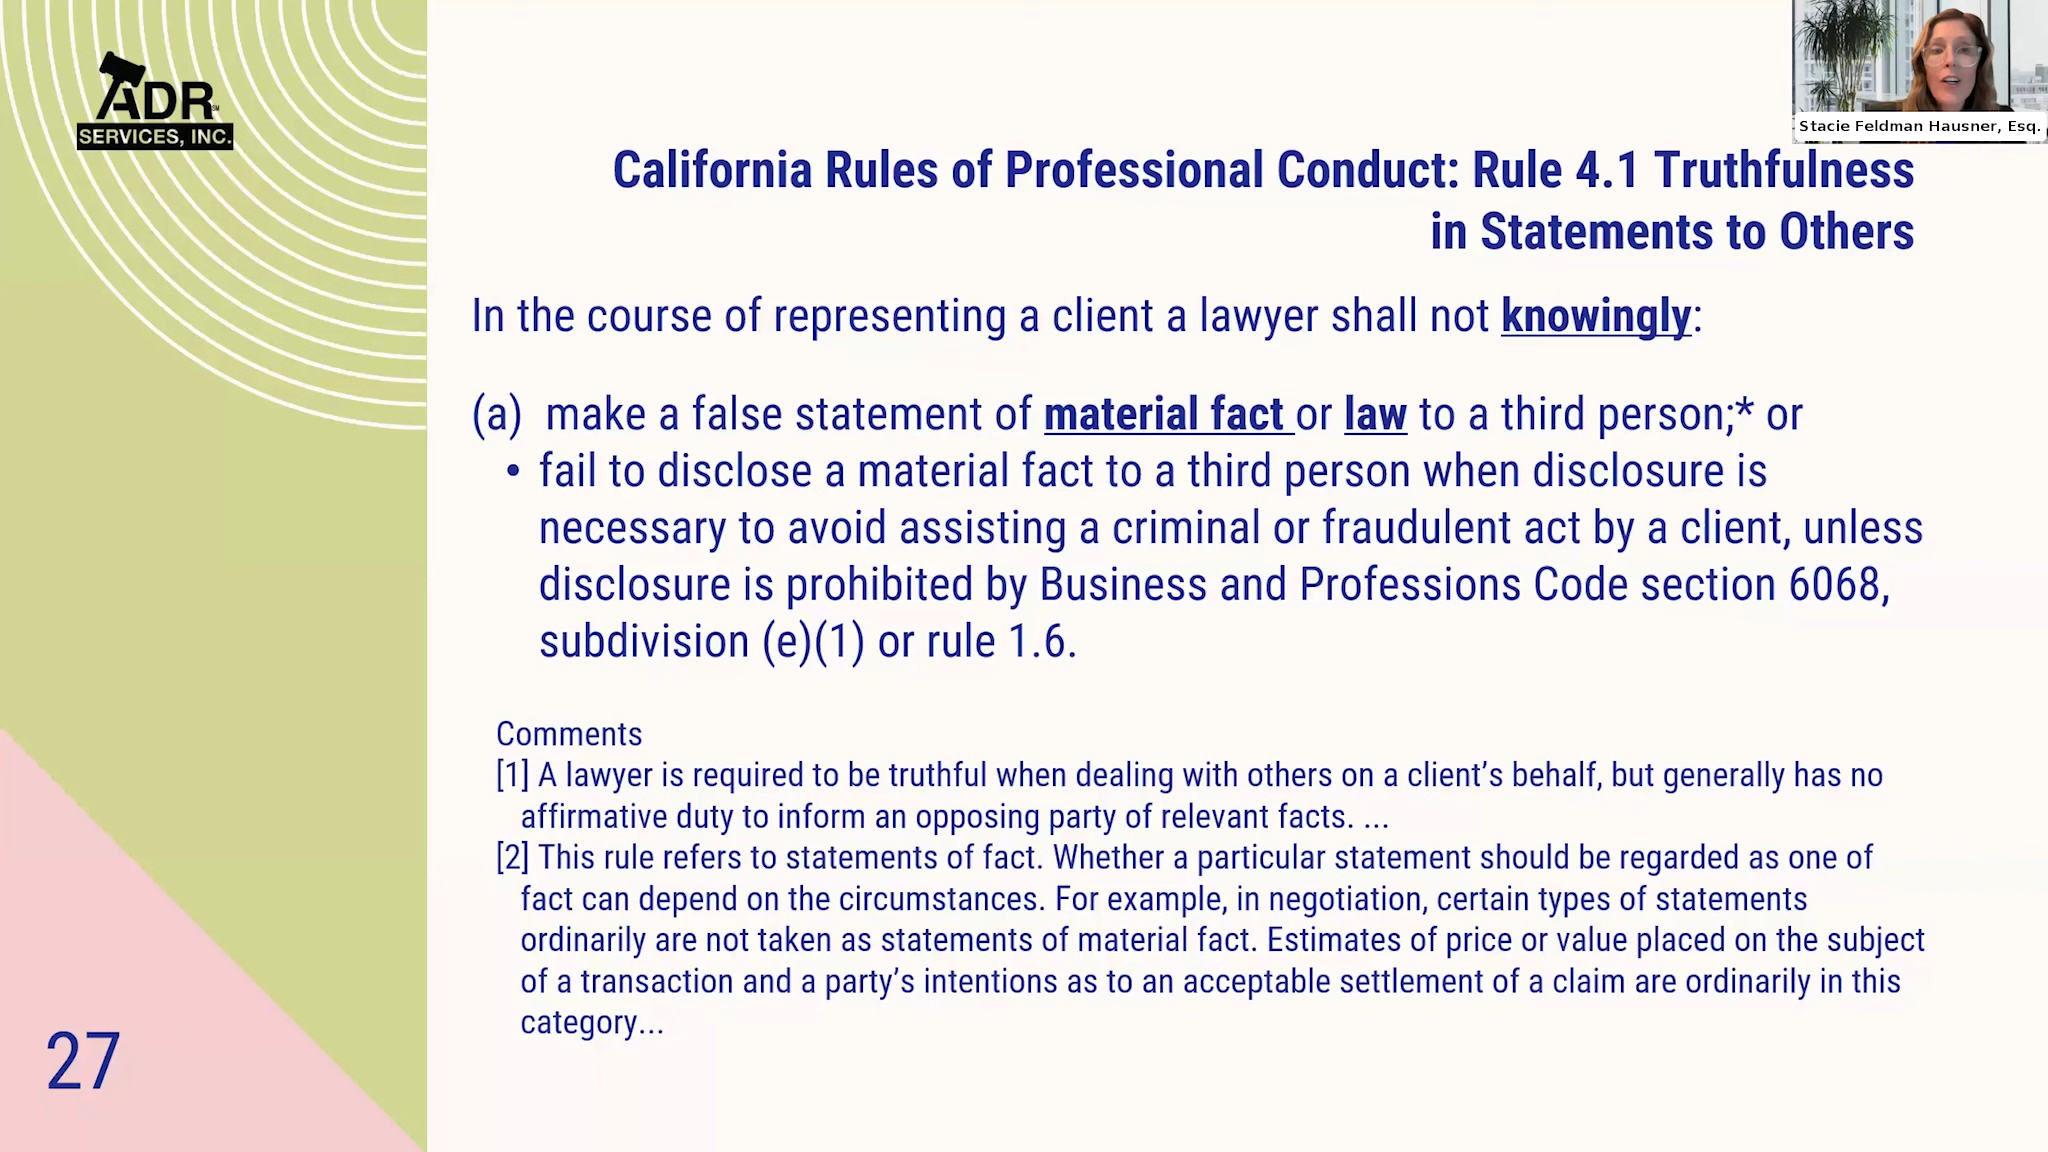 ADR SM
SERVICES, INC.
Stacie Feldman Hausner, Esq.
California Rules of Professional Conduct: Rule 4.1 Truthfulness
in Statements to Others
In the course of representing a client a lawyer shall not knowingly:
(a) make a false statement of material fact or law to a third person;* or
• fail to disclose a material fact to a third person when disclosure is
necessary to avoid assisting a criminal or fraudulent act by a client, unless
disclosure is prohibited by Business and Professions Code section 6068,
subdivision (e)(1) or rule 1.6.
Comments
[1] A lawyer is required to be truthful when dealing with others on a client’s behalf, but generally has no
affirmative duty to inform an opposing party of relevant facts. ...
[2] This rule refers to statements of fact. Whether a particular statement should be regarded as one of
fact can depend on the circumstances. For example, in negotiation, certain types of statements
ordinarily are not taken as statements of material fact. Estimates of price or value placed on the subject
of a transaction and a party’s intentions as to an acceptable settlement of a claim are ordinarily in this
category...
27